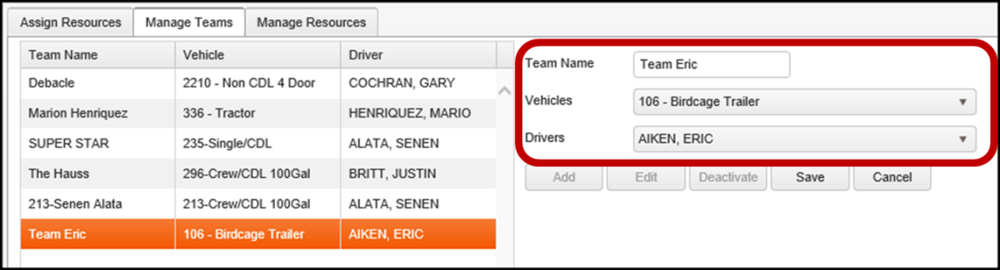 Assign Resources Manage Teams Manage Resources
Team Name Vehicle Driver
Debacle 2210 - Non CDL 4 Door COCHRAN, GARY
Marion Henriquez 336 - Tractor HENRIQUEZ, MARIO
SUPER STAR 235-Single/CDL ALATA, SENEN
The Hauss 296-Crew/CDL 100Gal BRITT, JUSTIN
213-Senen Alata 213-Crew/CDL 100Gal ALATA, SENEN
Team Eric 106 - Birdcage Trailer AIKEN, ERIC
Team Name Team Eric
Vehicles 106 - Birdcage Trailer
Drivers AIKEN, ERIC
Add Edit Deactivate Save Cancel